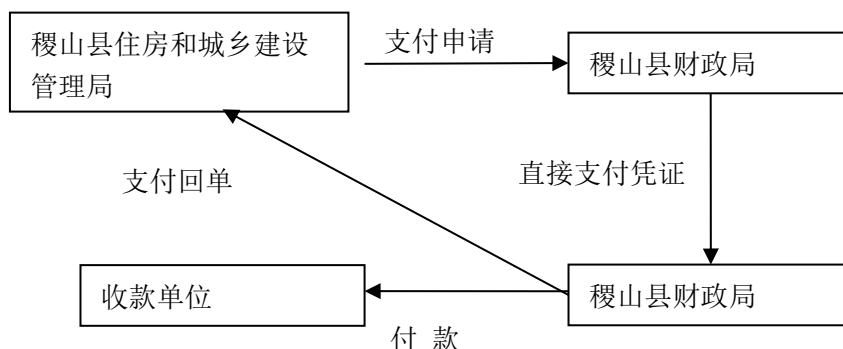 稷山县住房和城乡建设
管理局
支付申请
稷山县财政局
支付回单
直接支付凭证
收款单位
稷山县财政局
付 款